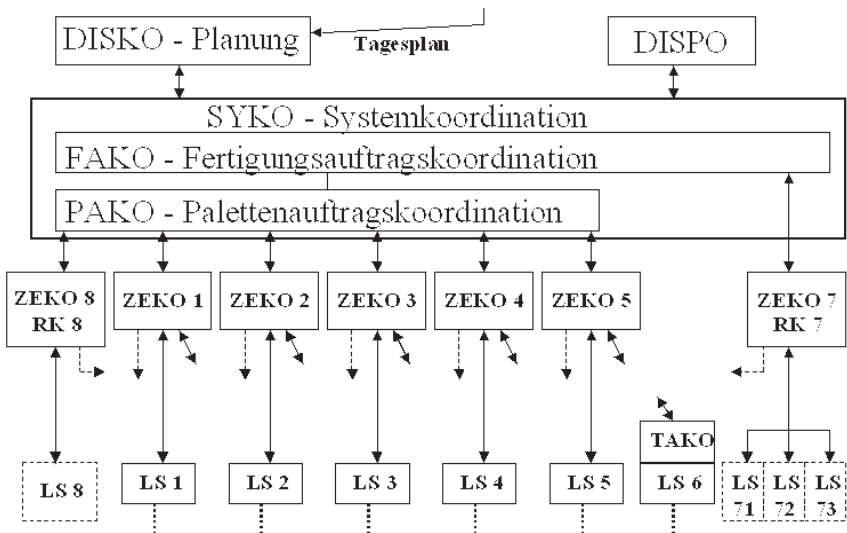 DISKO - Planung
Tagesplan
DISPO
SYKO - Systemkoordination
FAKO - Fertigungsauftragskoordination
PAKO - Palettenauftragskoordination
ZEKO 8
RK 8
ZEKO 1
ZEKO 2
ZEKO 3
ZEKO 4
ZEKO 5
ZEKO 7
RK 7
TAKO
LS 8
LS 1
LS 2
LS 3
LS 4
LS 5
LS 6
LS
71
LS
72
LS
73